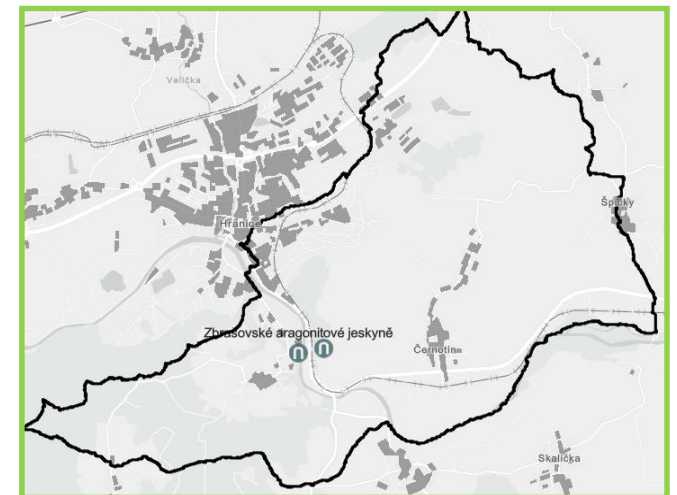 Velička
Špičky
Hranice
Zbrašovské aragonitové jeskyně
Černotín
Skalička